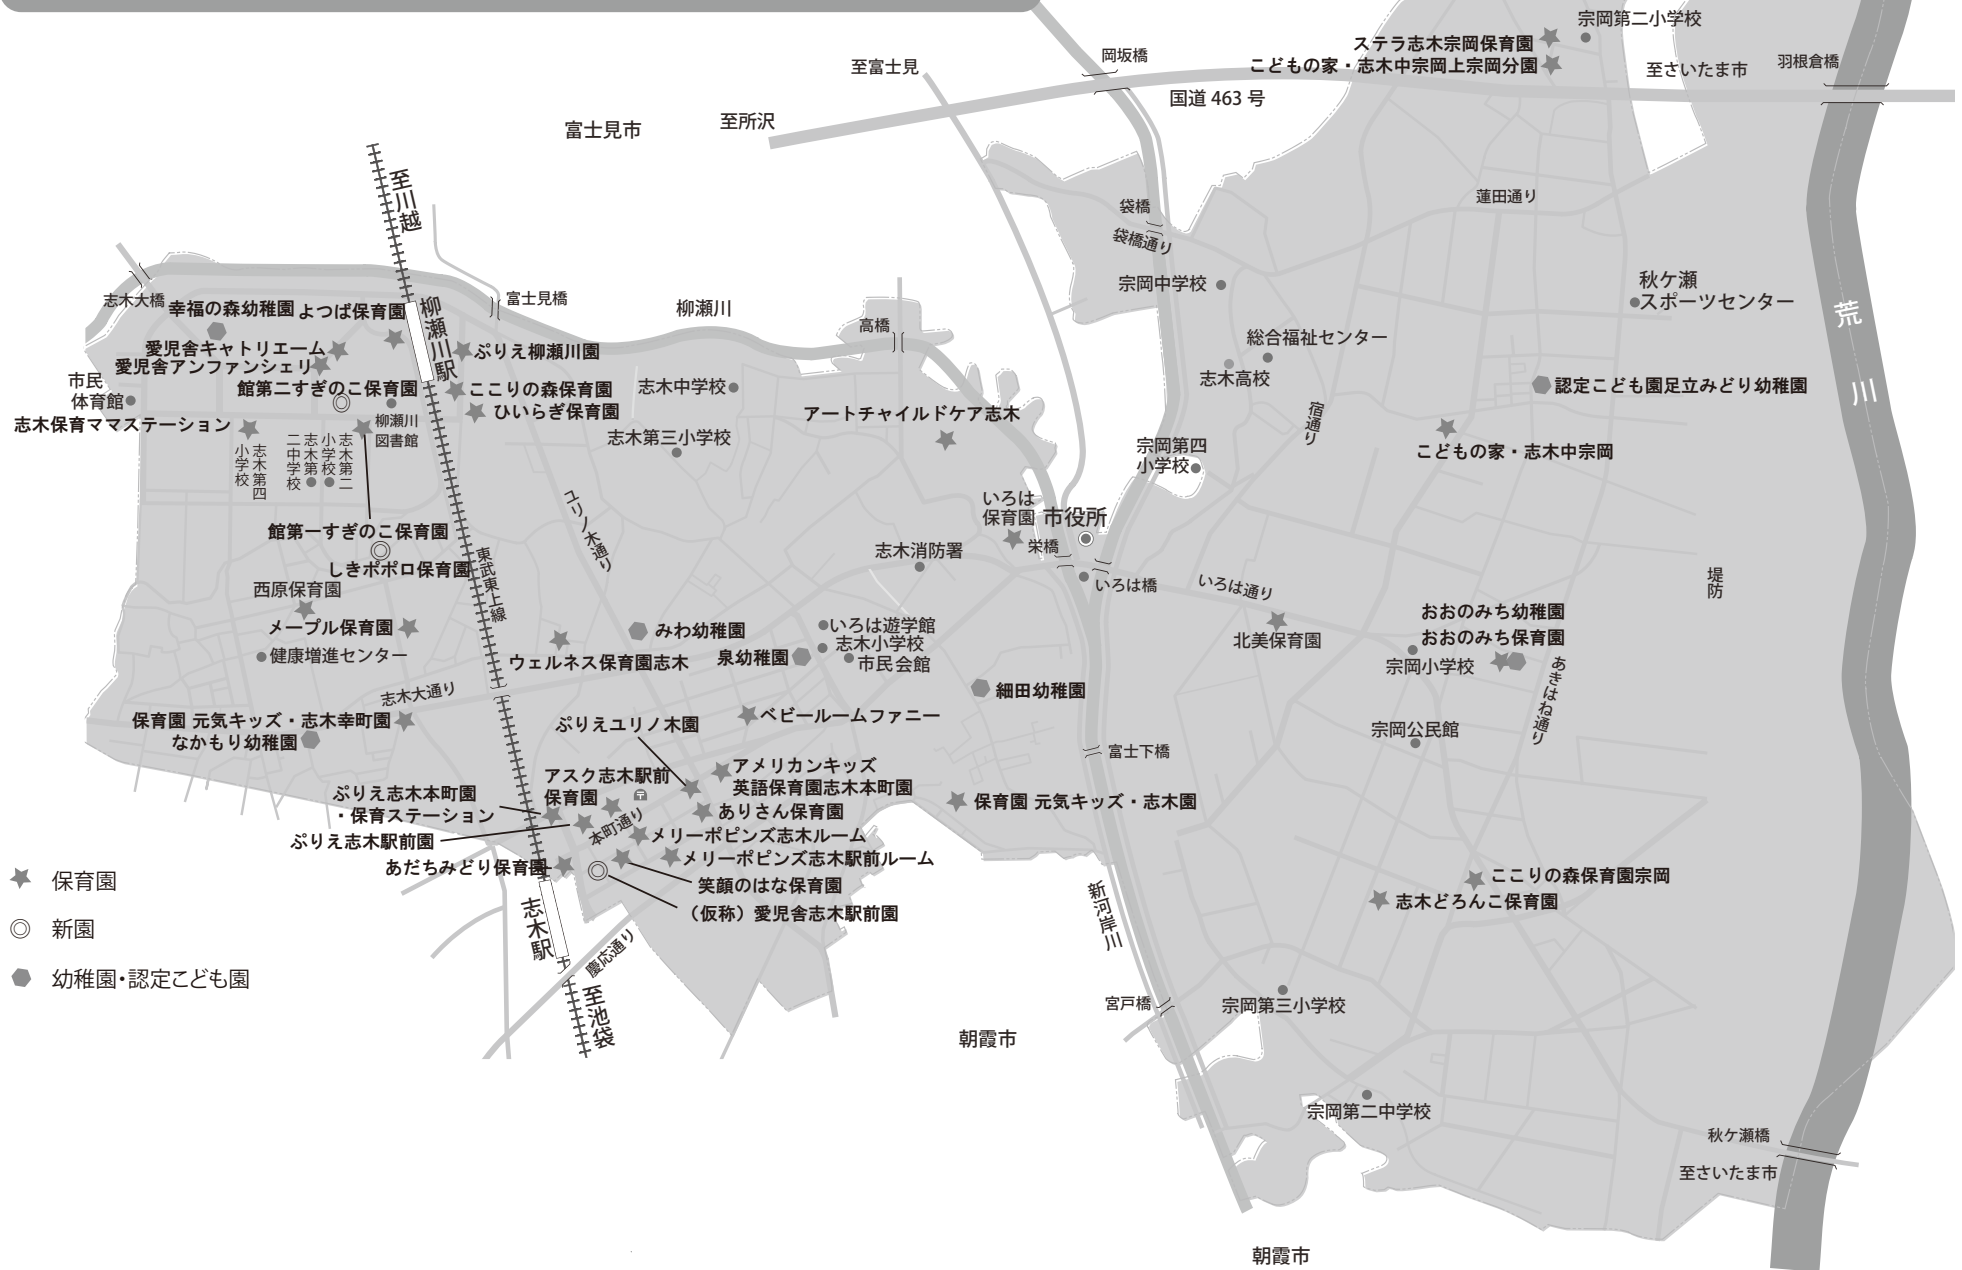 宗岡第二小学校
ステラ志木宗岡保育園
こどもの家・志木中宗岡上宗岡分園
岡坂橋
至富士見
至さいたま市
羽根倉橋
国道 463 号
至所沢
富士見市
至川越
蓮田通り
袋橋
袋橋通り
宗岡中学校
秋ケ瀬
スポーツセンター
荒川
志木大橋
幸福の森幼稚園
よつば保育園
柳瀬川駅
富士見橋
柳瀬川
高橋
総合福祉センター
志木高校
愛児舎キャトリエーム
愛児舎アンファンシェリ
ぷりえ柳瀬川園
市民
体育館
館第二すぎのこ保育園
ここりの森保育園
ひいらぎ保育園
志木中学校
アートチャイルドケア志木
認定こども園足立みどり幼稚園
宿通り
こどもの家・志木中宗岡
志木保育ママステーション
柳瀬川
図書館
志木第三小学校
宗岡第四
小学校
志木第四
小学校
志木第
二中学校
志木第二
小学校
ユリノ木通り
いろは
保育園
市役所
館第一すぎのこ保育園
しきポポロ保育園
東武東上線
志木消防署
栄橋
いろは橋
いろは通り
堤防
西原保育園
メープル保育園
健康増進センター
みわ幼稚園
ウェルネス保育園志木
いろは遊学館
志木小学校
市民会館
泉幼稚園
北美保育園
おおのみち幼稚園
おおのみち保育園
宗岡小学校
あきはね通り
志木大通り
細田幼稚園
保育園 元気キッズ・志木幸町園
なかもり幼稚園
ぷりえユリノ木園
ベビールームファニー
宗岡公民館
富士下橋
アメリカンキッズ
英語保育園志木本町園
アスク志木駅前
保育園
ぷりえ志木本町園
・保育ステーション
ありさん保育園
保育園 元気キッズ・志木園
本町通り
ぷりえ志木駅前園
メリーポピンズ志木ルーム
メリーポピンズ志木駅前ルーム
あだちみどり保育園
笑顔のはな保育園
（仮称）愛児舎志木駅前園
ここりの森保育園宗岡
志木どろんこ保育園
保育園
新園
幼稚園・認定こども園
志木駅
慶応通り
至池袋
新河岸川
宮戸橋
宗岡第三小学校
朝霞市
宗岡第二中学校
秋ケ瀬橋
至さいたま市
朝霞市